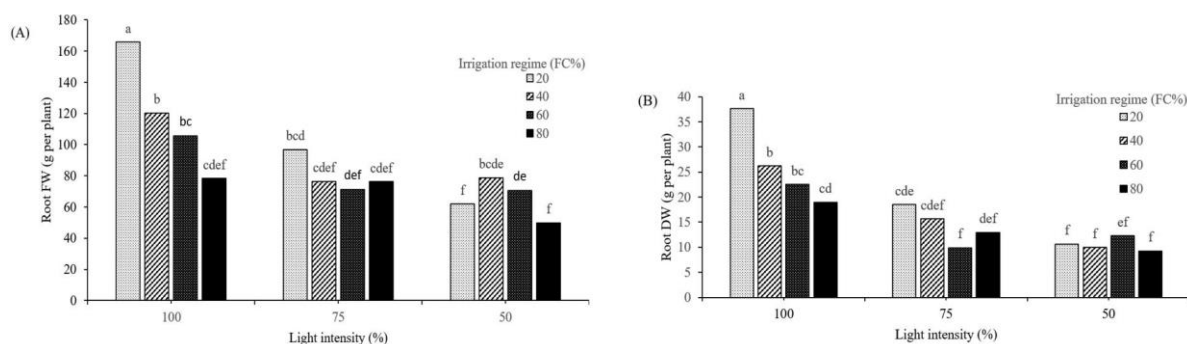 (A)
Root FW (g per plant)
180
160
140
120
100
80
60
40
20
0
a
b
bc
cdef
bcd
cdef
def
cdef
f
bcde
de
f
Irrigation regime (FC%)
20
40
60
80
100
75
50
Light intensity (%)
(B)
Root DW (g per plant)
40
35
30
25
20
15
10
5
0
a
b
bc
cd
cde
cdef
f
def
f
f
ef
f
Irrigation regime (FC%)
20
40
60
80
100
75
50
Light intensity (%)